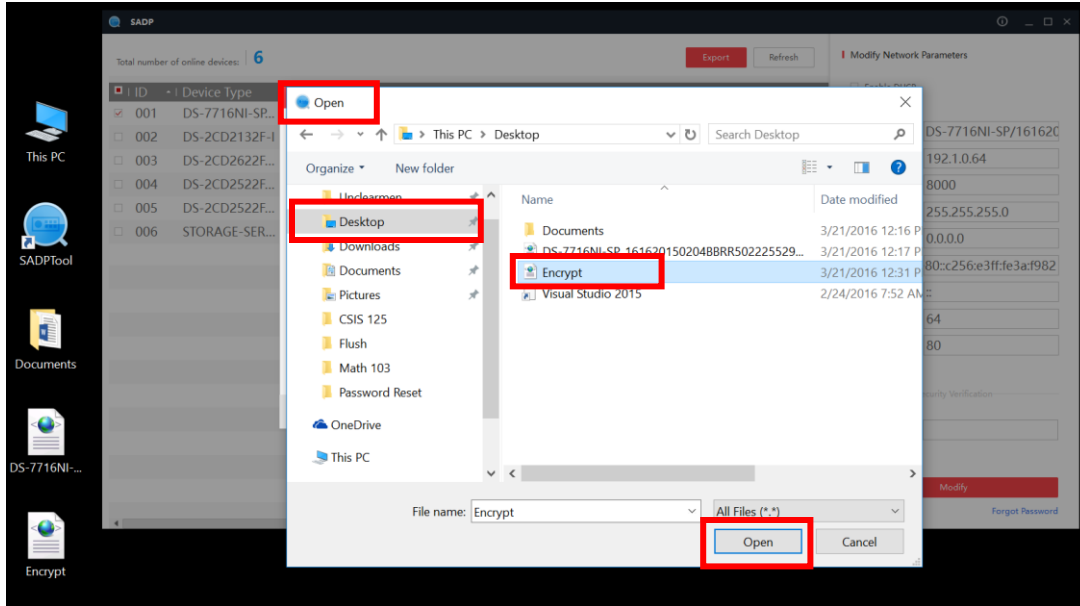 SADP
Total number of online devices: 6
Export
Refresh
Modify Network Parameters
Enable DHCP
ID
Device Type
001 DS-7716NI-SP...
002 DS-2CD2132F-I
003 DS-2CD2622F...
004 DS-2CD2522F...
005 DS-2CD2522F...
006 STORAGE-SER...
This PC
SADPTool
Documents
DS-7716NI-...
Encrypt
Open
This PC > Desktop
Search Desktop
Organize
New folder
Unclearmen
Desktop
Downloads
Documents
Pictures
CSIS 125
Flush
Math 103
Password Reset
OneDrive
This PC
Name
Date modified
Documents 3/21/2016 12:16 P
DS-7716NI-SP_161620150204BBRR502225529... 3/21/2016 12:17 P
Encrypt 3/21/2016 12:31 P
Visual Studio 2015 2/24/2016 7:52 AM
File name: Encrypt
All Files (*.*)
Open
Cancel
DS-7716NI-SP/161620
192.1.0.64
8000
255.255.255.0
0.0.0.0
80::c256:e3ff:fe3a:f982
::
64
80
curity Verification
Modify
Forgot Password